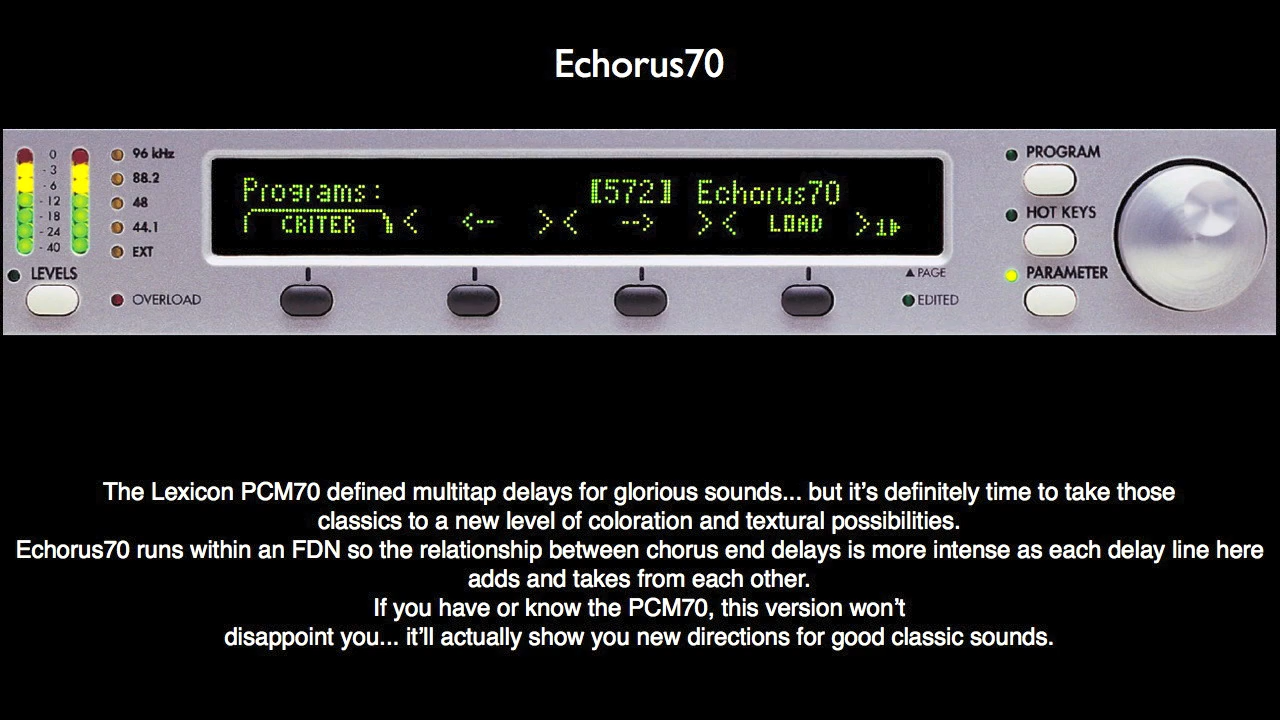 Echorus70
0
- 3
- 6
- 12
- 18
- 24
- 40
LEVELS
96 kHz
88.2
48
44.1
EXT
OVERLOAD
Programs: [572] Echorus70
CRITER < <-- > < --> > < LOAD > 1
▲ PAGE
EDITED
PROGRAM
HOT KEYS
PARAMETER
The Lexicon PCM70 defined multitap delays for glorious sounds... but it’s definitely time to take those
classics to a new level of coloration and textural possibilities.
Echorus70 runs within an FDN so the relationship between chorus end delays is more intense as each delay line here
adds and takes from each other.
If you have or know the PCM70, this version won’t
disappoint you... it’ll actually show you new directions for good classic sounds.